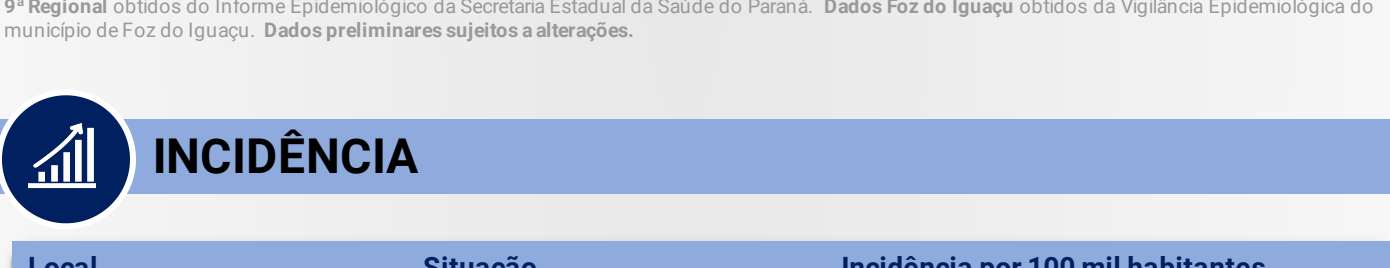 9ª Regional obtidos do Informe Epidemiológico da Secretaria Estadual da Saúde do Paraná. Dados Foz do Iguaçu obtidos da Vigilância Epidemiológica do
município de Foz do Iguaçu. Dados preliminares sujeitos a alterações.
INCIDÊNCIA
Local Situação Incidência por 100 mil habitantes